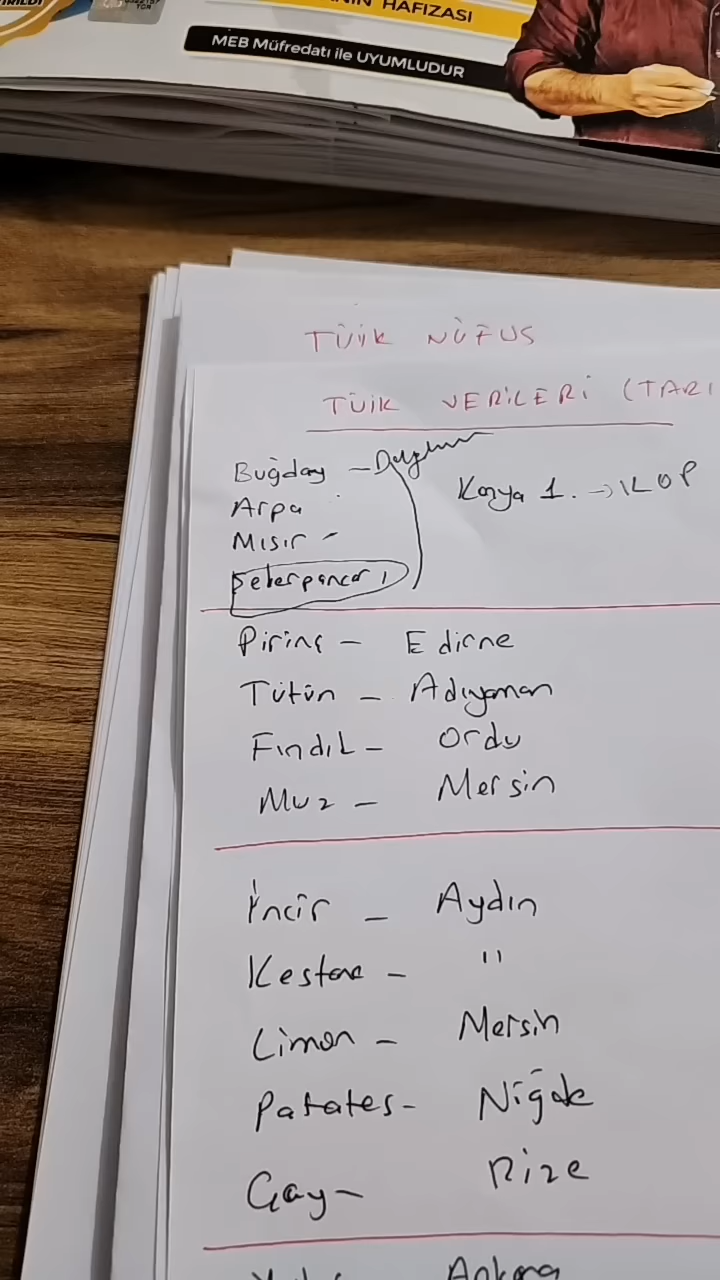 HAFIZASI
MEB Müfredatı ile UYUMLUDUR
TÜİK NÜFUS
TÜİK VERİLERİ (TARI
Buğday –
Arpa
Mısır –
Şekerpancarı
Konya 1. → KOP
Pirinç – Edirne
Tütün – Adıyaman
Fındık – Ordu
Muz – Mersin
İncir – Aydın
Kestane – "
Limon – Mersin
Patates – Niğde
Çay – Rize
Ankara